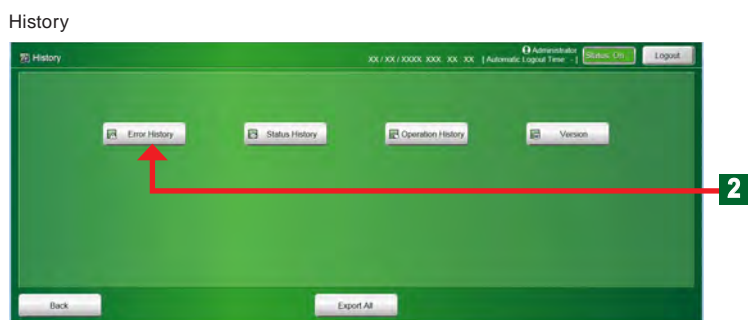 History
History
XX / XX / XXXX XXX XX XX [ Automatic Logout Time: - ]
Administrator
Status: On
Logout
Error History
Status History
Operation History
Version
2
Back
Export All